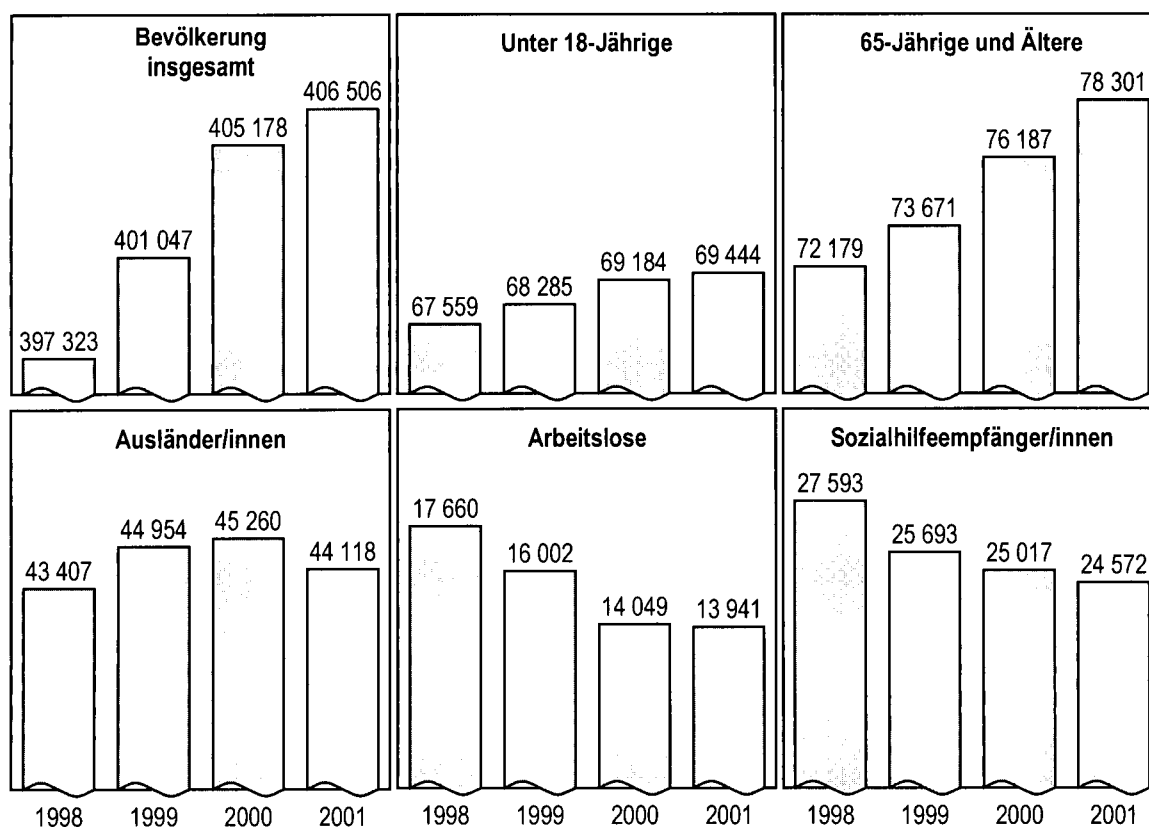 Bevölkerung
insgesamt
397 323
401 047
405 178
406 506
Unter 18-Jährige
67 559
68 285
69 184
69 444
65-Jährige und Ältere
72 179
73 671
76 187
78 301
Ausländer/innen
43 407
44 954
45 260
44 118
Arbeitslose
17 660
16 002
14 049
13 941
Sozialhilfeempfänger/innen
27 593
25 693
25 017
24 572
1998 1999 2000 2001
1998 1999 2000 2001
1998 1999 2000 2001